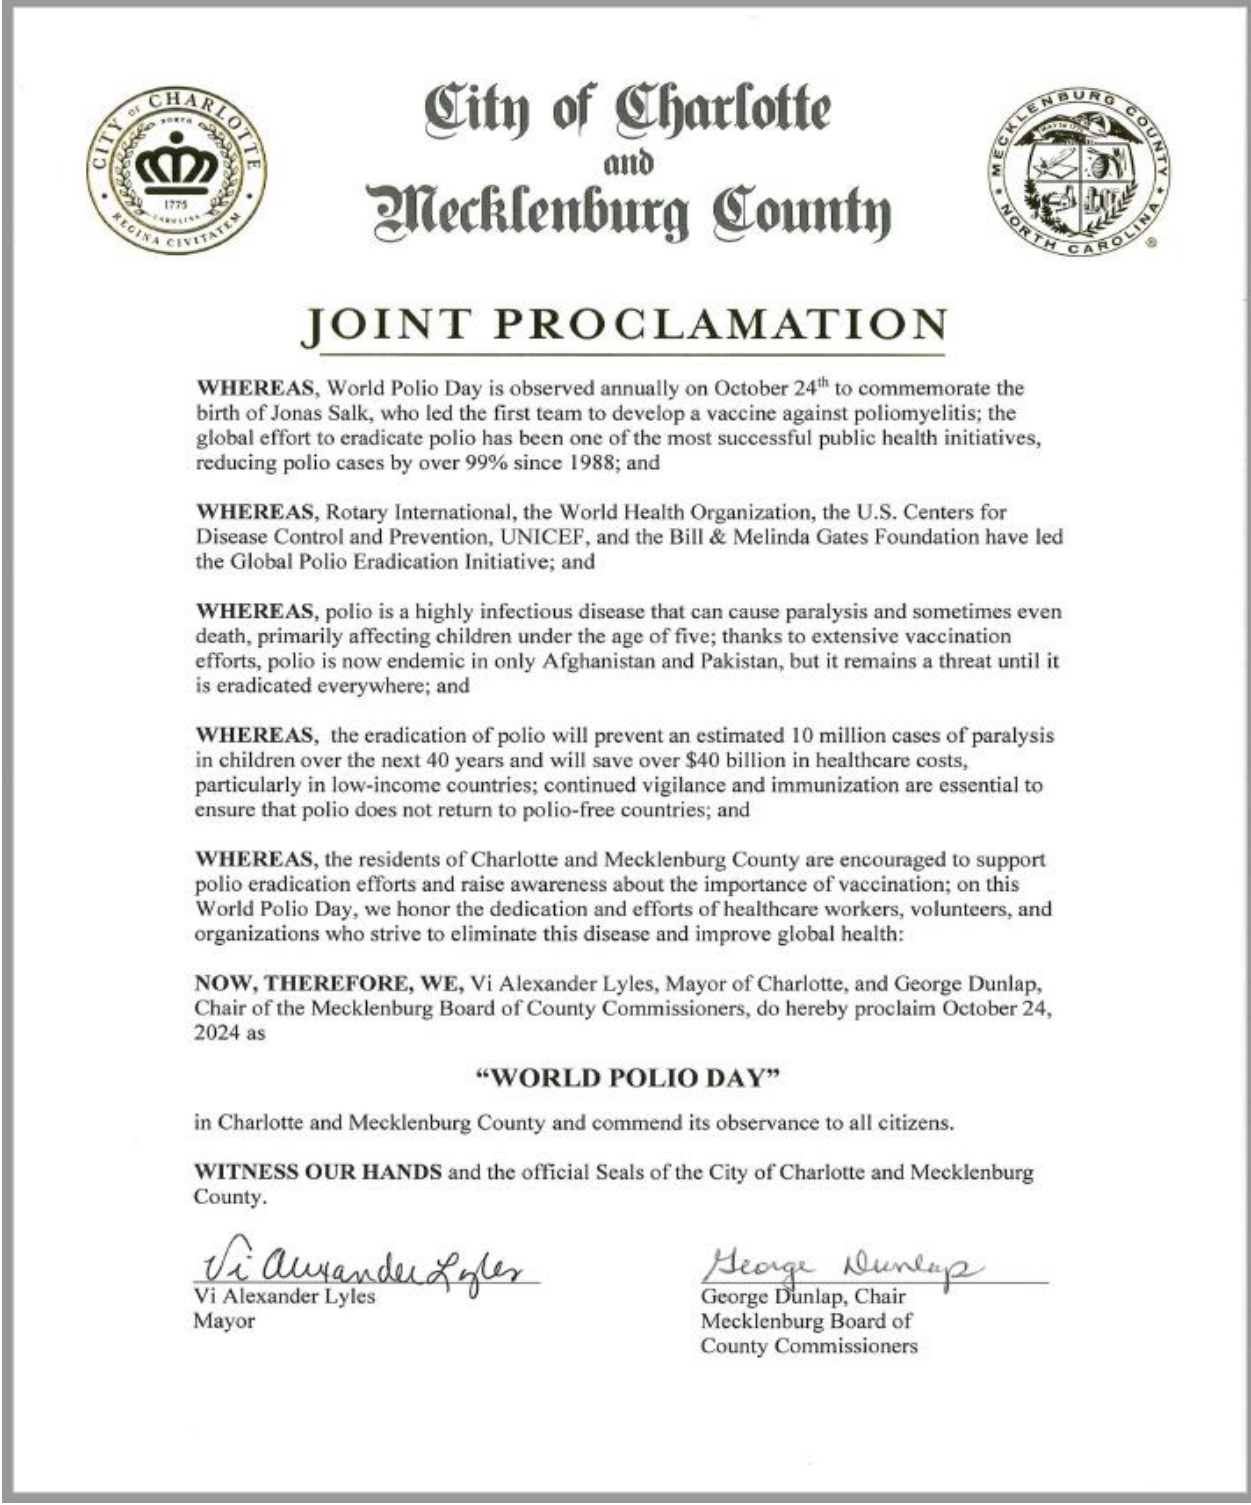 City of Charlotte
and
Mecklenburg County
CITY OF CHARLOTTE
NORTH
1775
CAROLINA
REGINA CIVITATEM
MECKLENBURG COUNTY
NORTH CAROLINA
®
JOINT PROCLAMATION
WHEREAS, World Polio Day is observed annually on October 24th to commemorate the
birth of Jonas Salk, who led the first team to develop a vaccine against poliomyelitis; the
global effort to eradicate polio has been one of the most successful public health initiatives,
reducing polio cases by over 99% since 1988; and
WHEREAS, Rotary International, the World Health Organization, the U.S. Centers for
Disease Control and Prevention, UNICEF, and the Bill & Melinda Gates Foundation have led
the Global Polio Eradication Initiative; and
WHEREAS, polio is a highly infectious disease that can cause paralysis and sometimes even
death, primarily affecting children under the age of five; thanks to extensive vaccination
efforts, polio is now endemic in only Afghanistan and Pakistan, but it remains a threat until it
is eradicated everywhere; and
WHEREAS, the eradication of polio will prevent an estimated 10 million cases of paralysis
in children over the next 40 years and will save over $40 billion in healthcare costs,
particularly in low-income countries; continued vigilance and immunization are essential to
ensure that polio does not return to polio-free countries; and
WHEREAS, the residents of Charlotte and Mecklenburg County are encouraged to support
polio eradication efforts and raise awareness about the importance of vaccination; on this
World Polio Day, we honor the dedication and efforts of healthcare workers, volunteers, and
organizations who strive to eliminate this disease and improve global health:
NOW, THEREFORE, WE, Vi Alexander Lyles, Mayor of Charlotte, and George Dunlap,
Chair of the Mecklenburg Board of County Commissioners, do hereby proclaim October 24,
2024 as
“WORLD POLIO DAY”
in Charlotte and Mecklenburg County and commend its observance to all citizens.
WITNESS OUR HANDS and the official Seals of the City of Charlotte and Mecklenburg
County.
Vi Alexander Lyles
Vi Alexander Lyles
Mayor
George Dunlap
George Dunlap, Chair
Mecklenburg Board of
County Commissioners